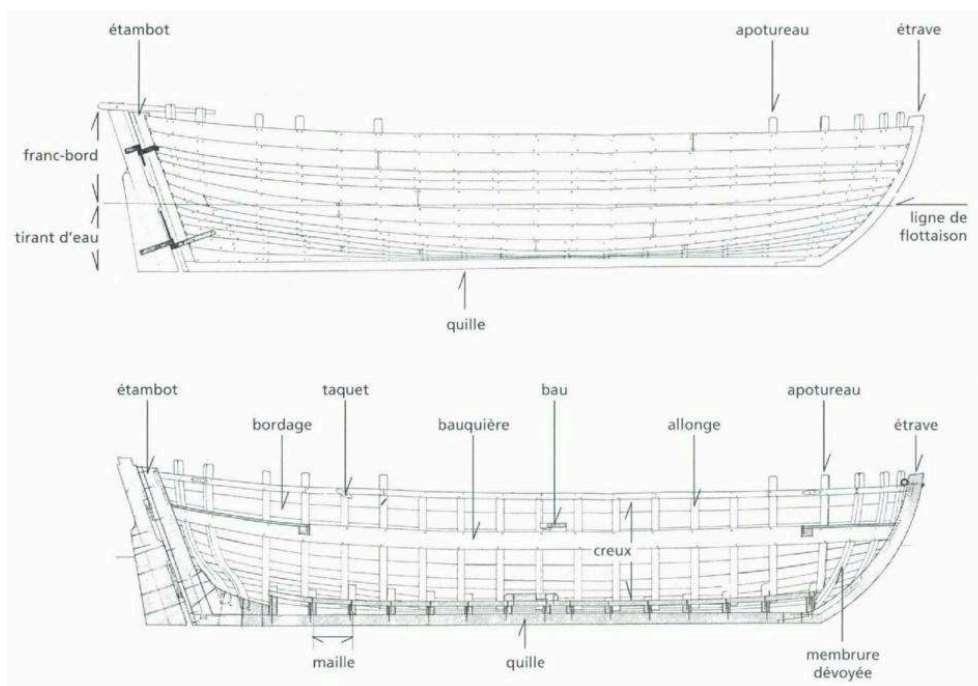 étambot
apotureau
étrave
franc-bord
tirant d'eau
ligne de
flottaison
quille
étambot
taquet
bau
apotureau
bordage
bauquière
allonge
étrave
creux
maille
quille
membrure
dévoyée